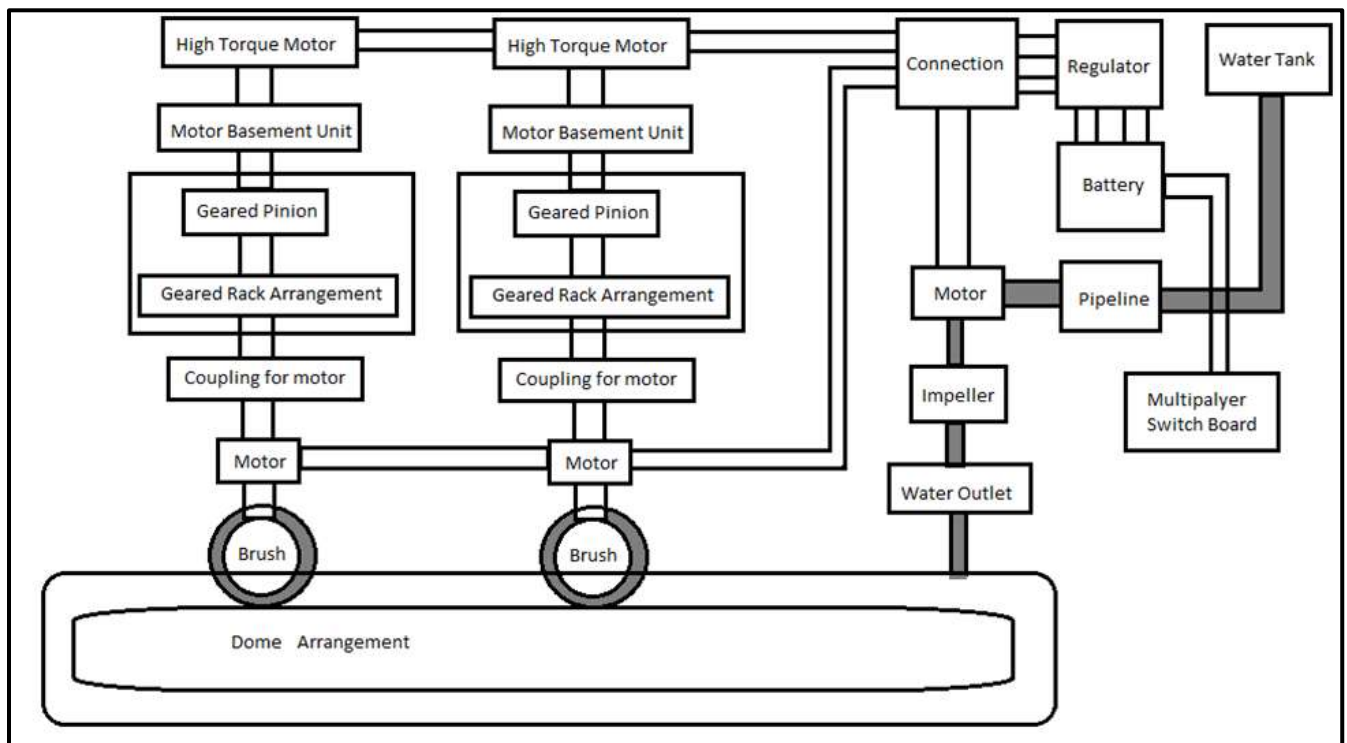 High Torque Motor
High Torque Motor
Connection
Regulator
Water Tank
Motor Basement Unit
Motor Basement Unit
Battery
Geared Pinion
Geared Pinion
Geared Rack Arrangement
Geared Rack Arrangement
Motor
Pipeline
Coupling for motor
Coupling for motor
Impeller
Multipalyer
Switch Board
Motor
Motor
Water Outlet
Brush
Brush
Dome Arrangement